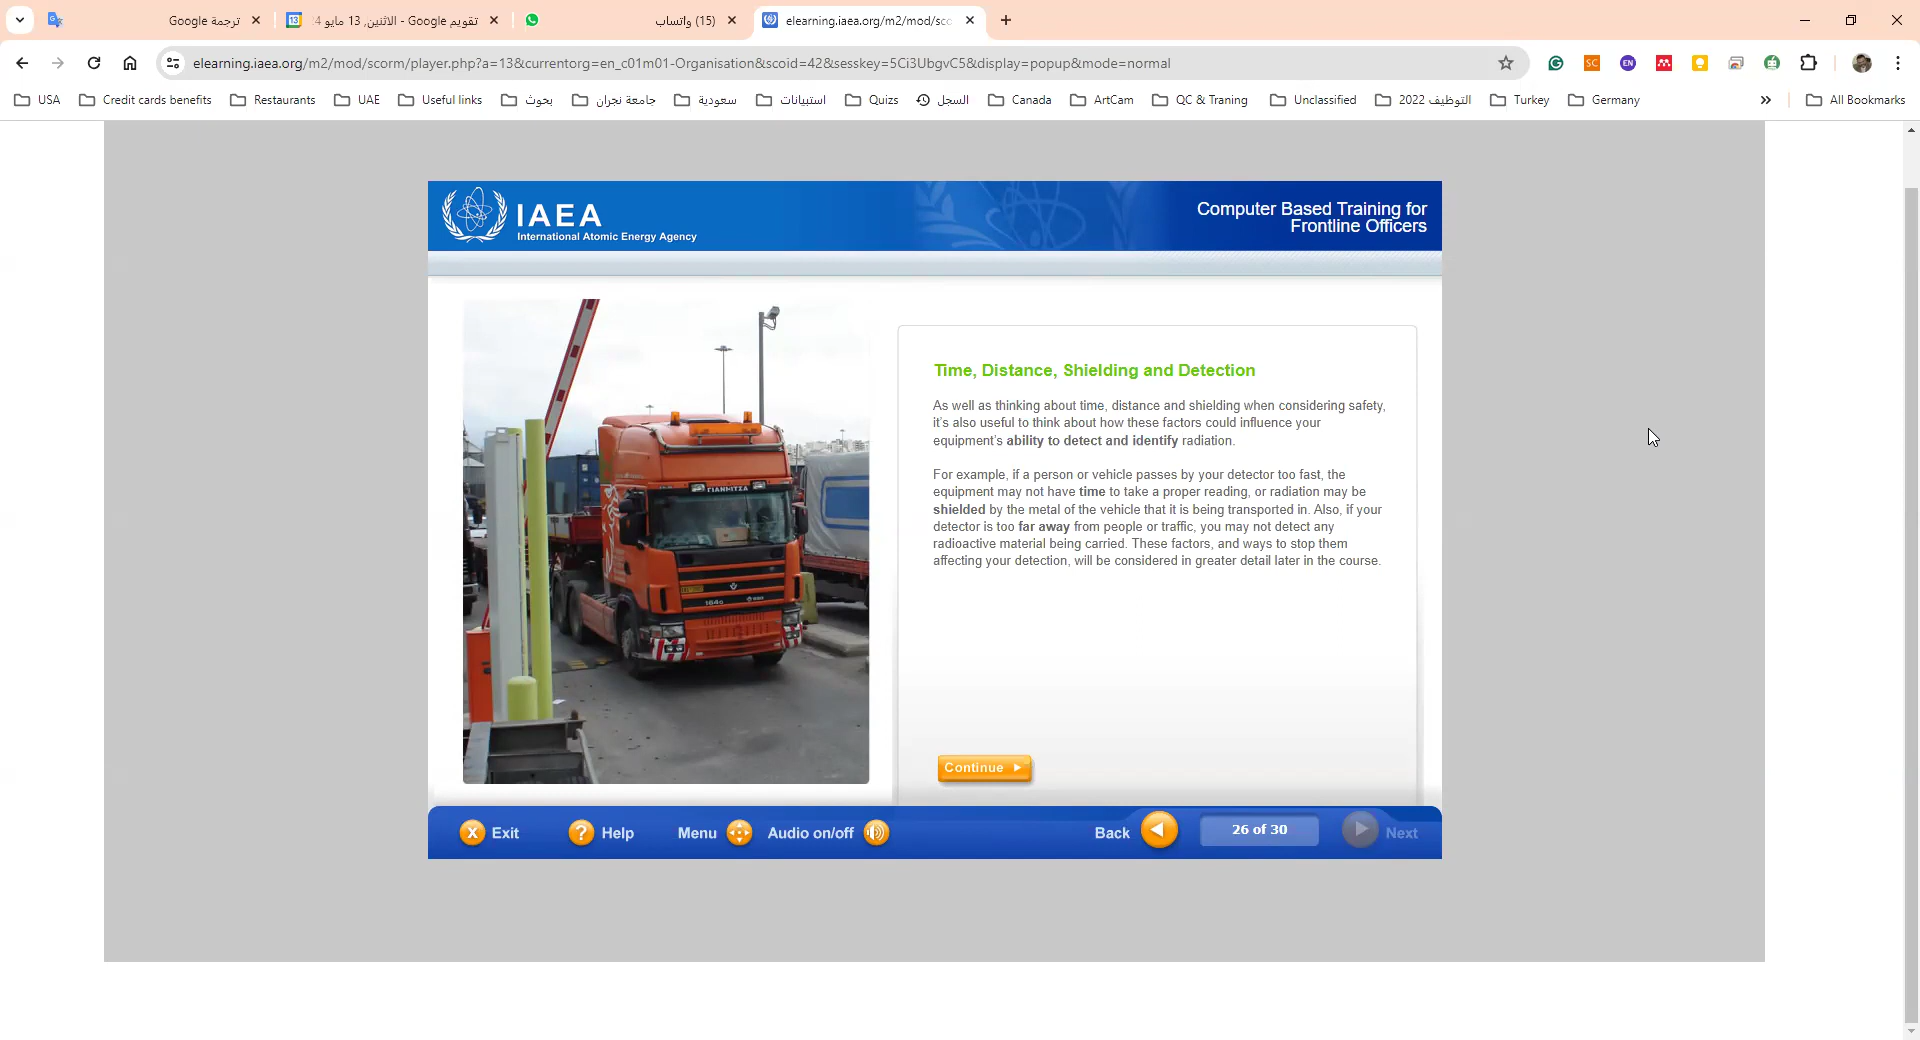 ترجمة Google
تقويم Google - الاثنين, 13 مايو 24
(15) واتساب
elearning.iaea.org/m2/mod/sco
elearning.iaea.org/m2/mod/scorm/player.php?a=13&currentorg=en_c01m01-Organisation&scoid=42&sesskey=5Ci3UbgvC5&display=popup&mode=normal
USA Credit cards benefits Restaurants UAE Useful links بحوث جامعة نجران سعودية استبيانات Quizs السجل Canada ArtCam QC & Traning Unclassified التوظيف 2022 Turkey Germany » All Bookmarks
IAEA
International Atomic Energy Agency
Computer Based Training for
Frontline Officers
Time, Distance, Shielding and Detection
As well as thinking about time, distance and shielding when considering safety,
it's also useful to think about how these factors could influence your
equipment's ability to detect and identify radiation.
For example, if a person or vehicle passes by your detector too fast, the
equipment may not have time to take a proper reading, or radiation may be
shielded by the metal of the vehicle that it is being transported in. Also, if your
detector is too far away from people or traffic, you may not detect any
radioactive material being carried. These factors, and ways to stop them
affecting your detection, will be considered in greater detail later in the course.
ΓΙΑΝΝΙΤΣΑ
Continue
Exit
Help
Menu
Audio on/off
Back
26 of 30
Next